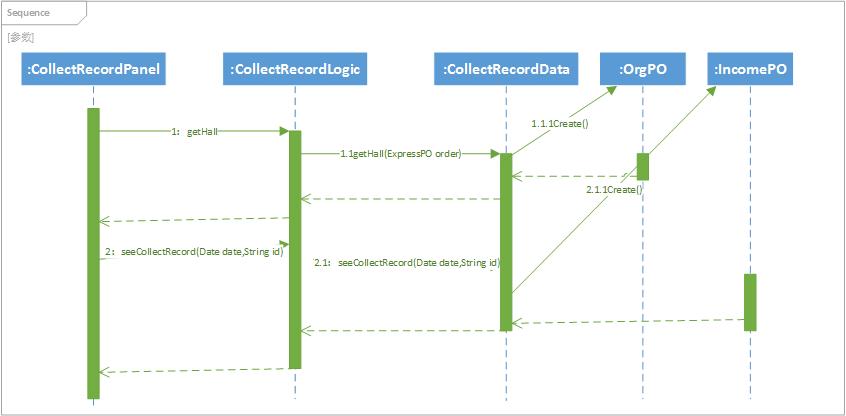 Sequence
[参数]
:CollectRecordPanel
:CollectRecordLogic
:CollectRecordData
:OrgPO
:IncomePO
1.1.1Create()
1：getHall
1.1getHall(ExpressPO order)
2.1.1Create()
2：seeCollectRecord(Date date,String id)
2.1：seeCollectRecord(Date date,String id)